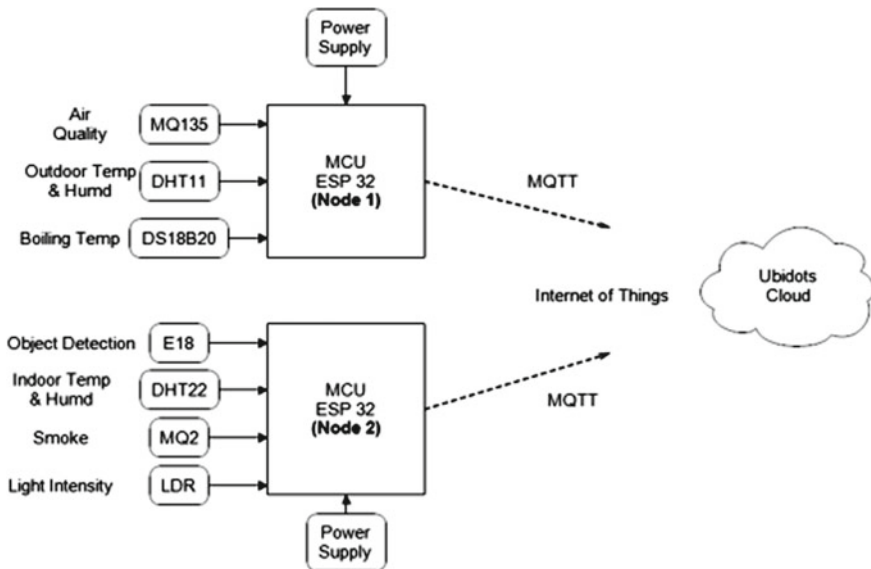 Power
Supply
Air
Quality
MQ135
Outdoor Temp
& Humd
DHT11
Boiling Temp
DS18B20
MCU
ESP 32
(Node 1)
MQTT
Internet of Things
Ubidots
Cloud
Object Detection
E18
Indoor Temp
& Humd
DHT22
Smoke
MQ2
Light Intensity
LDR
MCU
ESP 32
(Node 2)
MQTT
Power
Supply